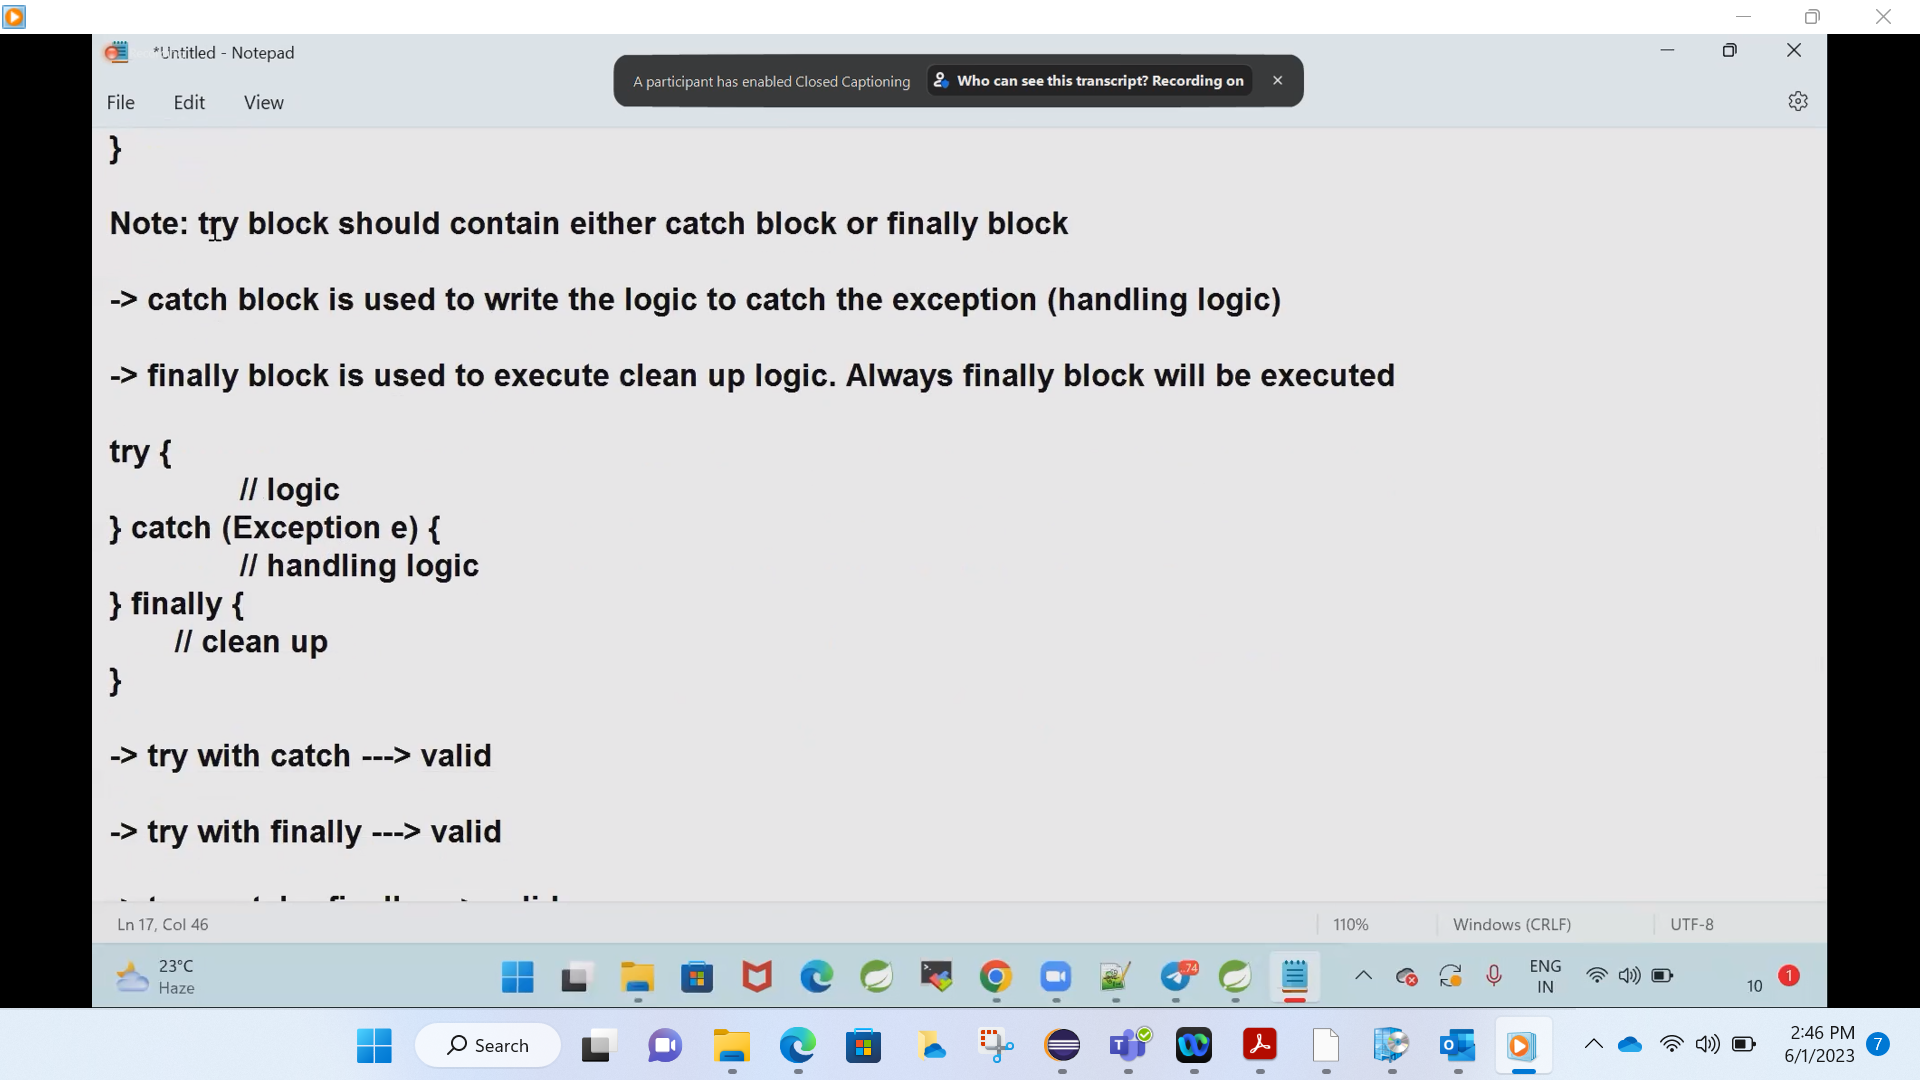 *Untitled - Notepad
A participant has enabled Closed Captioning
Who can see this transcript? Recording on
File Edit View
}
Note: try block should contain either catch block or finally block
-> catch block is used to write the logic to catch the exception (handling logic)
-> finally block is used to execute clean up logic. Always finally block will be executed
try {
// logic
} catch (Exception e) {
// handling logic
} finally {
// clean up
}
-> try with catch ---> valid
-> try with finally ---> valid
Ln 17, Col 46
110%
Windows (CRLF)
UTF-8
23°C
Haze
74
ENG
IN
10
1
Search
2:46 PM
6/1/2023
7